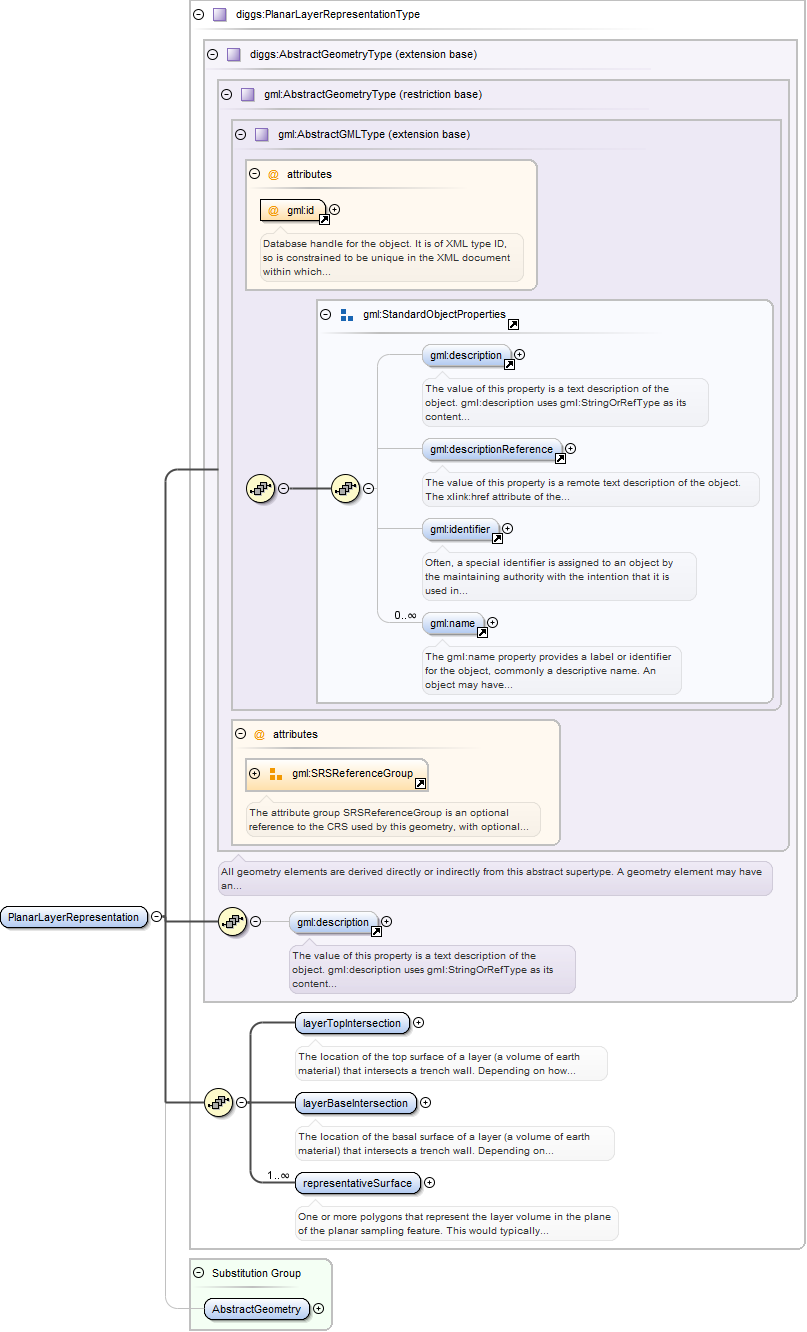 diggs:PlanarLayerRepresentationType
diggs:AbstractGeometryType (extension base)
gml:AbstractGeometryType (restriction base)
gml:AbstractGMLType (extension base)
@ attributes
@ gml:id
Database handle for the object. It is of XML type ID,
so is constrained to be unique in the XML document
within which...
gml:StandardObjectProperties
gml:description
The value of this property is a text description of the
object. gml:description uses gml:StringOrRefType as its
content...
gml:descriptionReference
The value of this property is a remote text description of the object.
The xlink:href attribute of the...
gml:identifier
Often, a special identifier is assigned to an object by
the maintaining authority with the intention that it is
used in...
0..∞
gml:name
The gml:name property provides a label or identifier
for the object, commonly a descriptive name. An
object may have...
@ attributes
gml:SRSReferenceGroup
The attribute group SRSReferenceGroup is an optional
reference to the CRS used by this geometry, with optional...
All geometry elements are derived directly or indirectly from this abstract supertype. A geometry element may have
an...
PlanarLayerRepresentation
gml:description
The value of this property is a text description of the
object. gml:description uses gml:StringOrRefType as its
content...
layerTopIntersection
The location of the top surface of a layer (a volume of earth
material) that intersects a trench wall. Depending on how...
layerBaseIntersection
The location of the basal surface of a layer (a volume of earth
material) that intersects a trench wall. Depending on...
1..∞
representativeSurface
One or more polygons that represent the layer volume in the plane
of the planar sampling feature. This would typically...
Substitution Group
AbstractGeometry